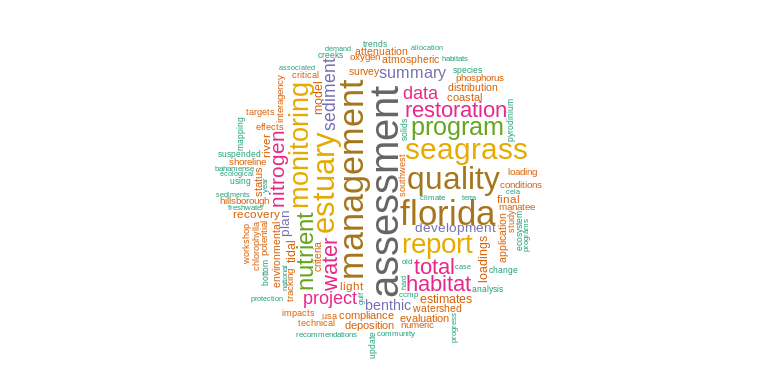 trends
demand
allocation
creeks
attenuation
oxygen
atmospheric
habitats
associated
critical
survey
summary
species
phosphorus
interagency
model
sediment
data
distribution
coastal
targets
effects
monitoring
management
assessment
restoration
program
solids
pyrodinium
mapping
river
nitrogen
estuary
seagrass
suspended
shoreline
bahamense
ecological
using
status
year
southwest
quality
loading
conditions
ceia
sediments
hillsborough
freshwater
climate
terra
florida
final
manatee
recovery
plan
nutrient
water
development
study
ecosystem
programs
workshop
chlorophylla
potential
environmental
tidal
criteria
report
loadings
application
bottom
national
tracking
light
old
total
case
change
hard
habitat
analysis
protection
project
gulf
benthic
ccmp
estimates
watershed
impacts
usa
compliance
evaluation
technical
deposition
numeric
progress
recommendations
update
community